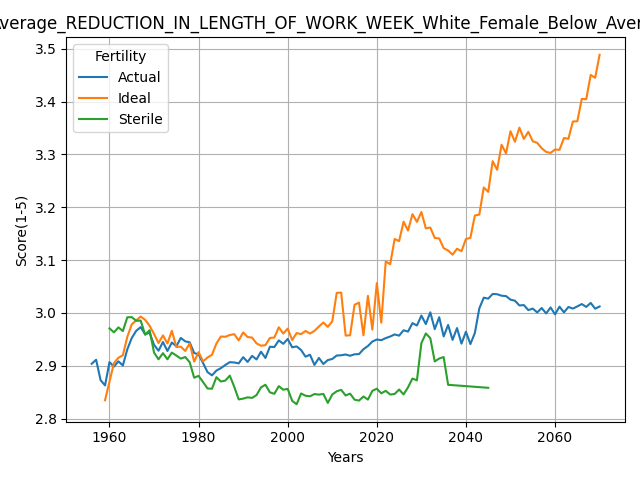 verage_REDUCTION_IN_LENGTH_OF_WORK_WEEK_White_Female_Below_Aver
Fertility
Actual
Ideal
Sterile
3.5
3.4
3.3
3.2
3.1
3.0
2.9
2.8
Score(1-5)
1960 1980 2000 2020 2040 2060
Years